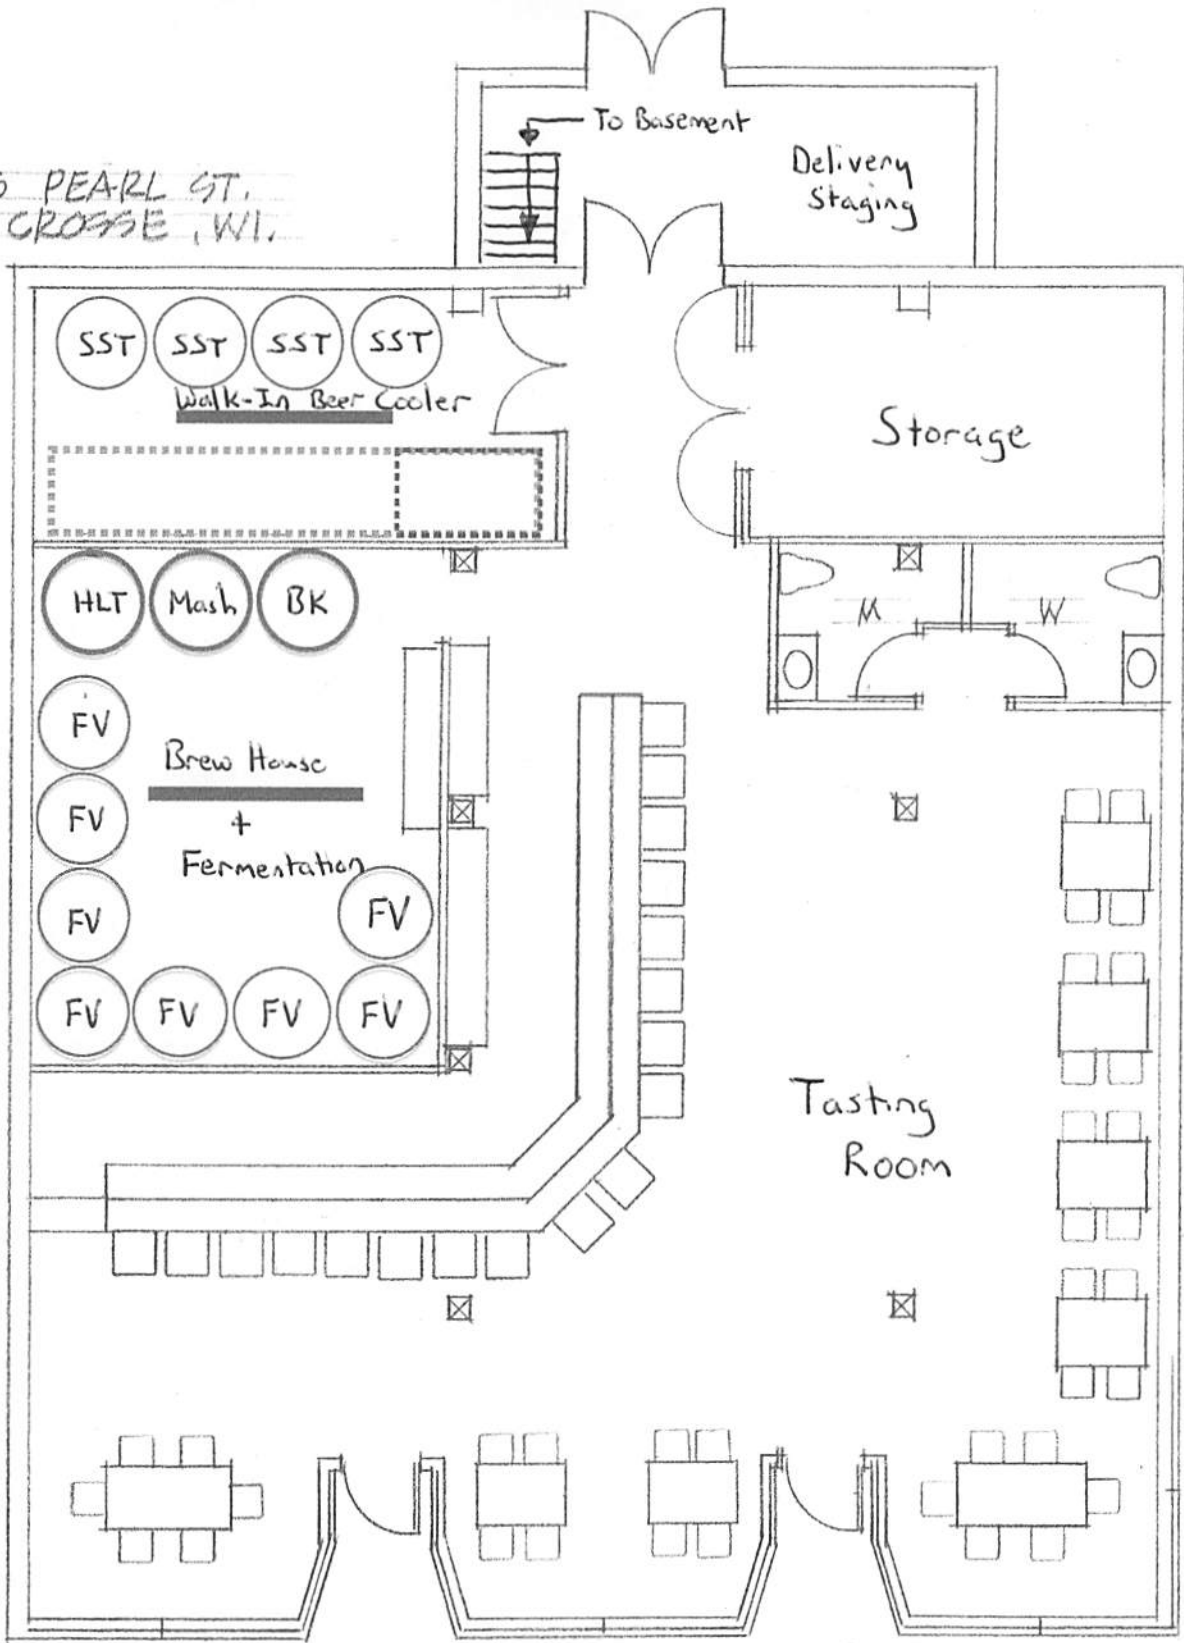 PEARL ST.
CROSSE, WI.
To Basement
Delivery
Staging
SST SST SST SST
Walk-In Beer Cooler
Storage
HLT Mash BK
M W
FV
Brew House
FV
+
Fermentation
FV FV
FV FV FV FV
Tasting
Room